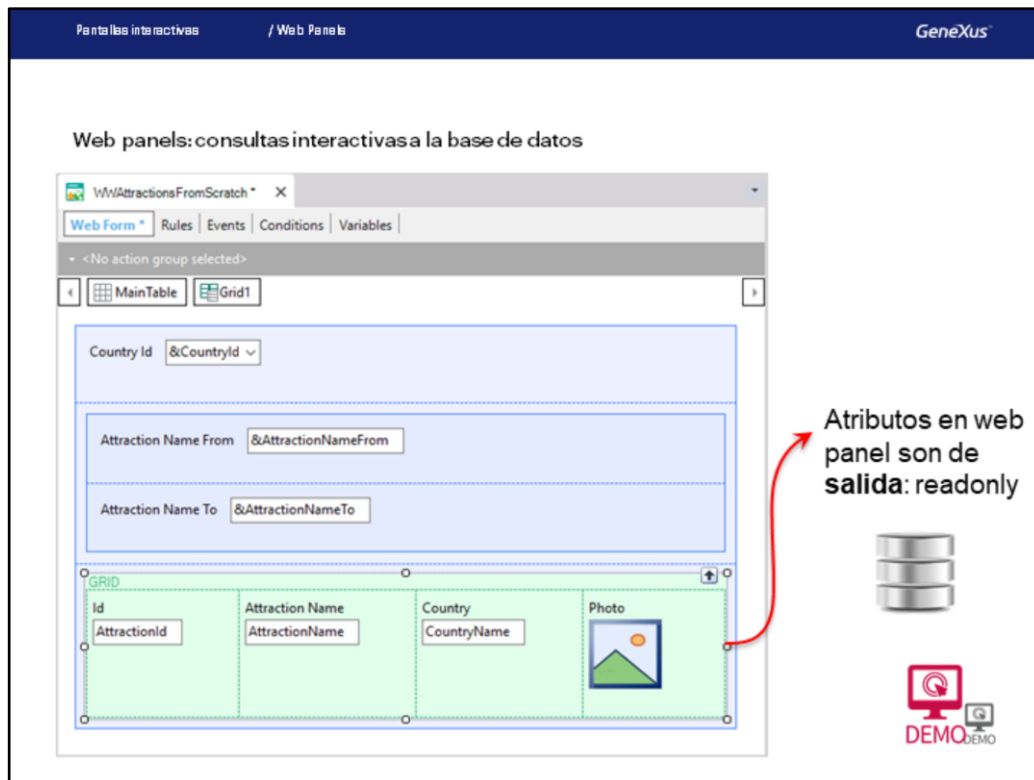 Pantallas interactivas / Web Panels GeneXus
Web panels: consultas interactivas a la base de datos
WWAttractionsFromScratch *
Web Form * Rules Events Conditions Variables
<No action group selected>
MainTable Grid1
Country Id &CountryId
Attraction Name From &AttractionNameFrom
Attraction Name To &AttractionNameTo
GRID
Id Attraction Name Country Photo
AttractionId AttractionName CountryName
Atributos en web
panel son de
salida: readonly
DEMO DEMO